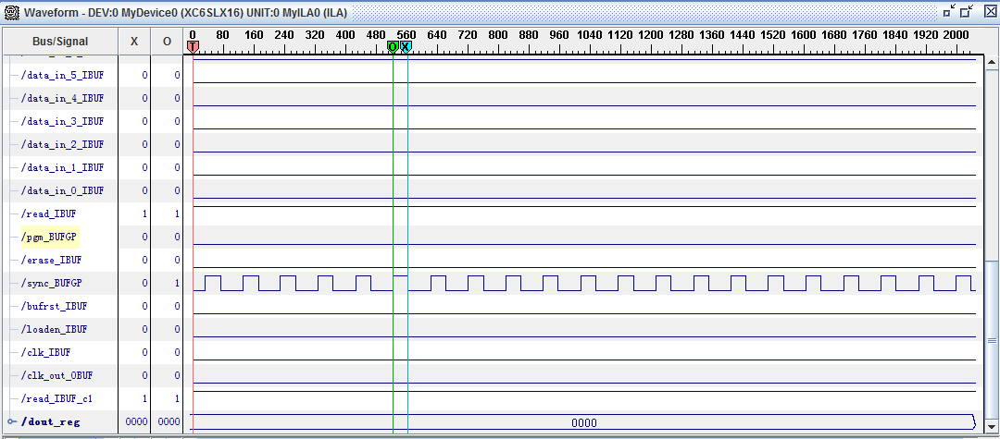 Waveform - DEV:0 MyDevice0 (XC6SLX16) UNIT:0 MyILA0 (ILA)
Bus/Signal X O 0 80 160 240 320 400 480 560 640 720 800 880 960 1040 1120 1200 1280 1360 1440 1520 1600 1680 1760 1840 1920 2000
T O X
/data_in_5_IBUF 0 0
/data_in_4_IBUF 0 0
/data_in_3_IBUF 0 0
/data_in_2_IBUF 0 0
/data_in_1_IBUF 0 0
/data_in_0_IBUF 0 0
/read_IBUF 1 1
/pgm_BUFGP 0 0
/erase_IBUF 0 0
/sync_BUFGP 0 1
/bufrst_IBUF 0 0
/loaden_IBUF 0 0
/clk_IBUF 0 0
/clk_out_OBUF 0 0
/read_IBUF_c1 1 1
/dout_reg 0000 0000 0000